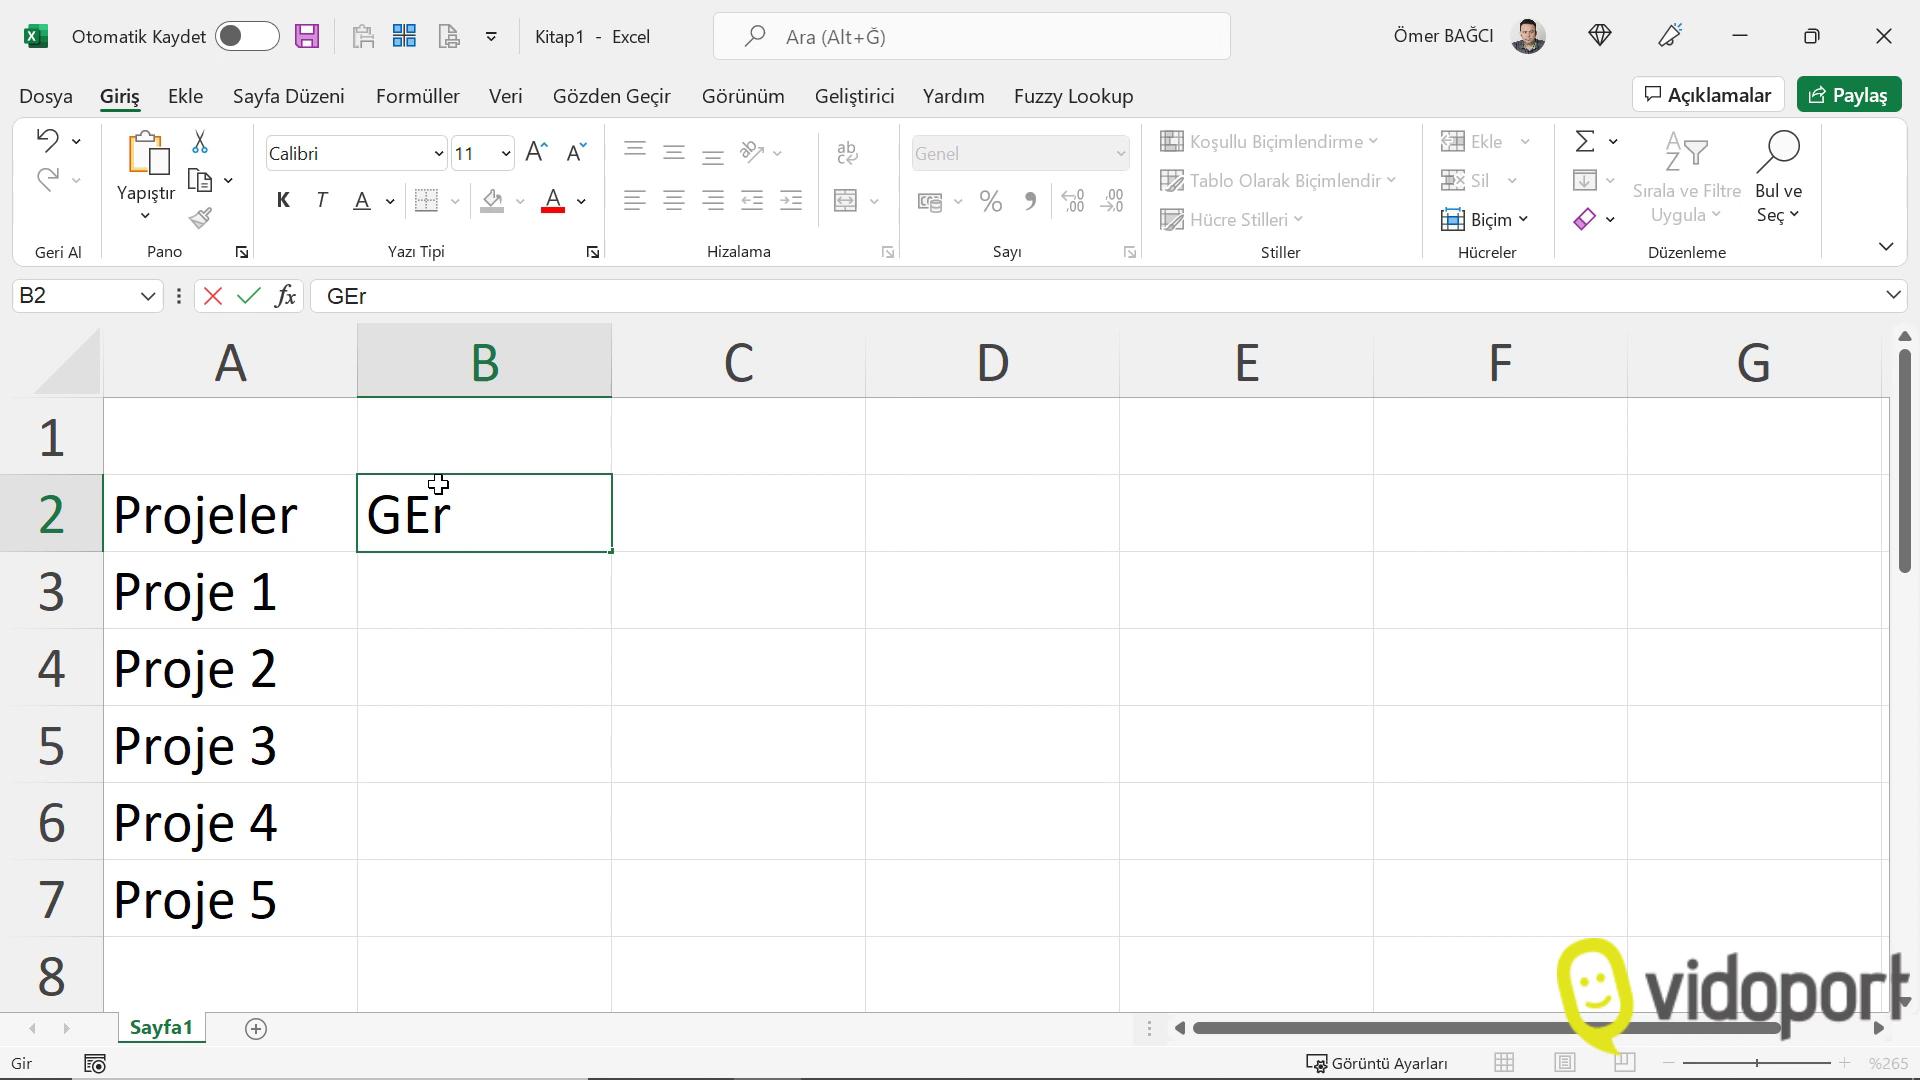 Otomatik Kaydet
Kitap1 - Excel
Ara (Alt+Ğ)
Ömer BAĞCI
Dosya Giriş Ekle Sayfa Düzeni Formüller Veri Gözden Geçir Görünüm Geliştirici Yardım Fuzzy Lookup
Açıklamalar
Paylaş
Yapıştır
Calibri 11
K T A A
ab
Genel
Koşullu Biçimlendirme
Tablo Olarak Biçimlendir
Hücre Stilleri
Ekle
Sil
Biçim
Sırala ve Filtre
Uygula
Bul ve
Seç
Geri Al Pano Yazı Tipi Hizalama Sayı Stiller Hücreler Düzenleme
B2 fx GEr
A B C D E F G
1
2 Projeler GEr
3 Proje 1
4 Proje 2
5 Proje 3
6 Proje 4
7 Proje 5
8
vidoport
Sayfa1
Gir
Görüntü Ayarları
%265